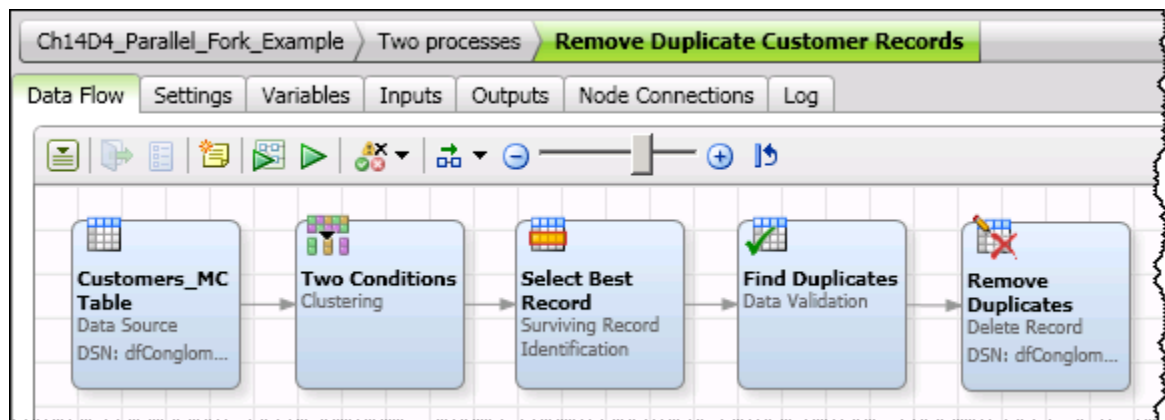 Ch14D4_Parallel_Fork_Example Two processes Remove Duplicate Customer Records
Data Flow Settings Variables Inputs Outputs Node Connections Log
Customers_MC
Table
Data Source
DSN: dfConglom...
Two Conditions
Clustering
Select Best
Record
Surviving Record
Identification
Find Duplicates
Data Validation
Remove
Duplicates
Delete Record
DSN: dfConglom...